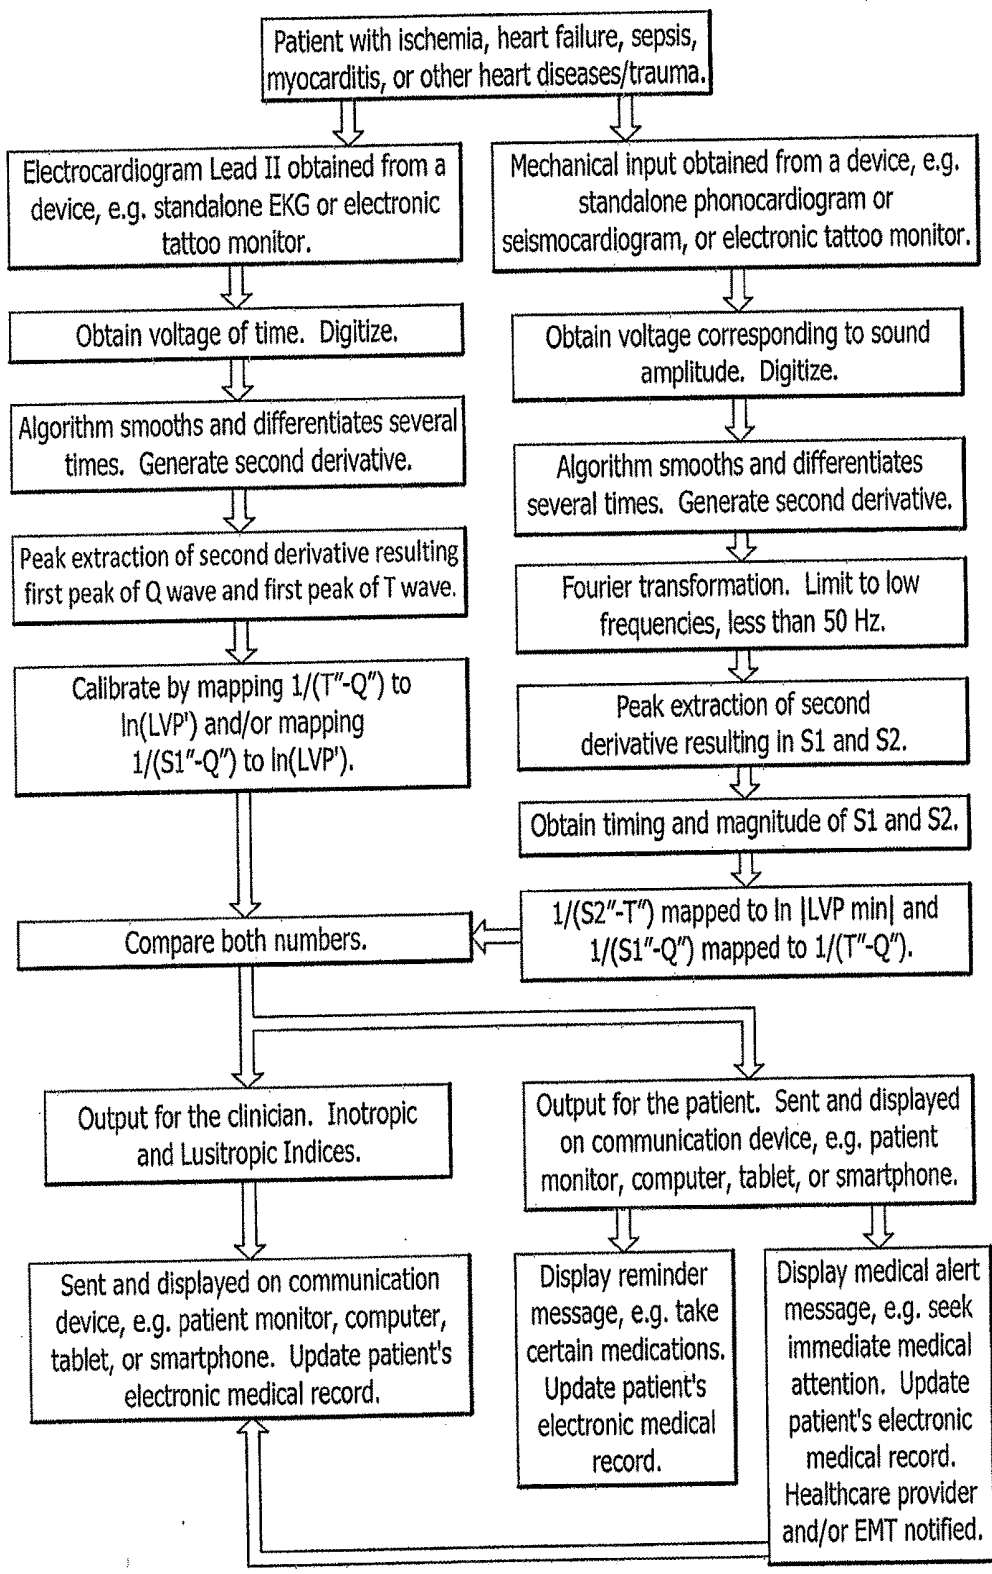 Patient with ischemia, heart failure, sepsis,
myocarditis, or other heart diseases/trauma.
Electrocardiogram Lead II obtained from a
device, e.g. standalone EKG or electronic
tattoo monitor.
Obtain voltage of time. Digitize.
Algorithm smooths and differentiates several
times. Generate second derivative.
Peak extraction of second derivative resulting
first peak of Q wave and first peak of T wave.
Calibrate by mapping 1/(T″-Q″) to
ln(LVP′) and/or mapping
1/(S1″-Q″) to ln(LVP′).
Mechanical input obtained from a device, e.g.
standalone phonocardiogram or
seismocardiogram, or electronic tattoo monitor.
Obtain voltage corresponding to sound
amplitude. Digitize.
Algorithm smooths and differentiates
several times. Generate second derivative.
Fourier transformation. Limit to low
frequencies, less than 50 Hz.
Peak extraction of second
derivative resulting in S1 and S2.
Obtain timing and magnitude of S1 and S2.
1/(S2″-T″) mapped to ln |LVP min| and
1/(S1″-Q″) mapped to 1/(T″-Q″).
Compare both numbers.
Output for the clinician. Inotropic
and Lusitropic Indices.
Sent and displayed on communication
device, e.g. patient monitor, computer,
tablet, or smartphone. Update patient's
electronic medical record.
Output for the patient. Sent and displayed
on communication device, e.g. patient
monitor, computer, tablet, or smartphone.
Display reminder
message, e.g. take
certain medications.
Update patient's
electronic medical
record.
Display medical alert
message, e.g. seek
immediate medical
attention. Update
patient's electronic
medical record.
Healthcare provider
and/or EMT notified.